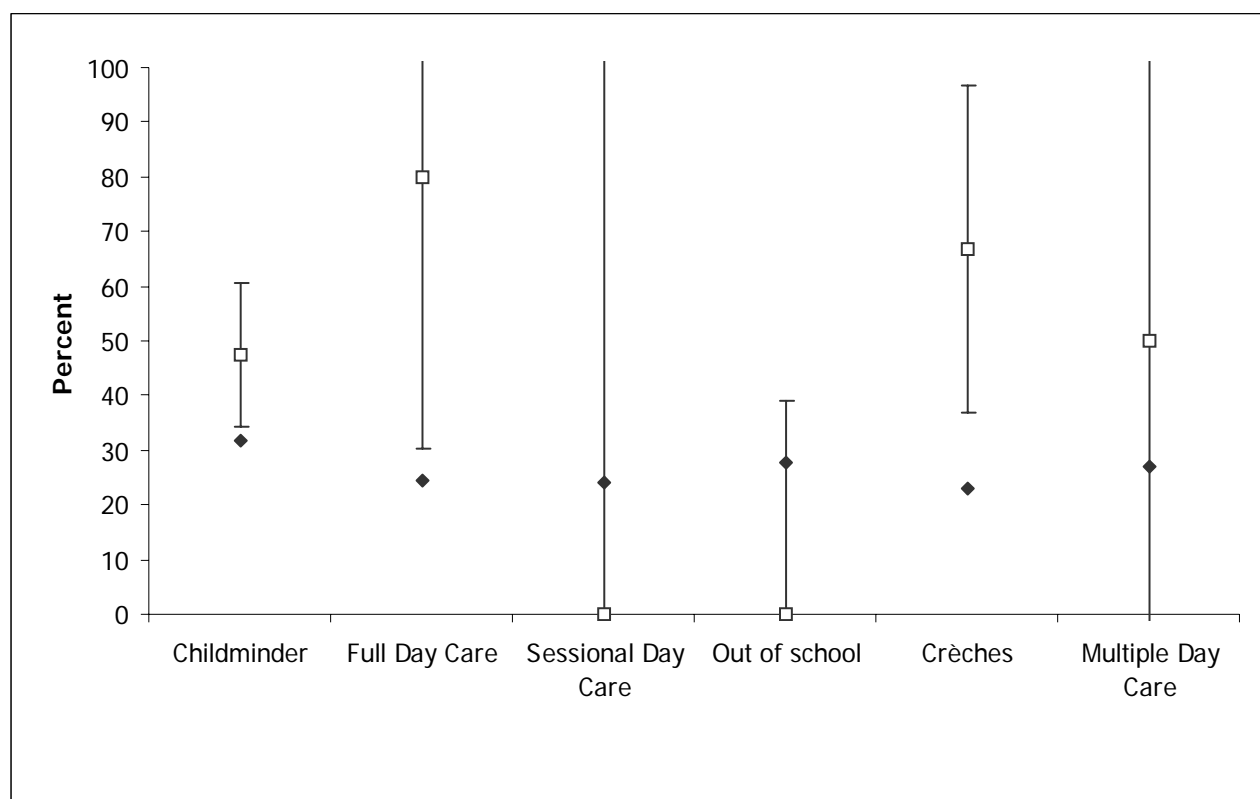 100
90
80
70
60
50
40
30
20
10
0
Percent
Childminder
Full Day Care
Sessional Day
Care
Out of school
Crèches
Multiple Day
Care